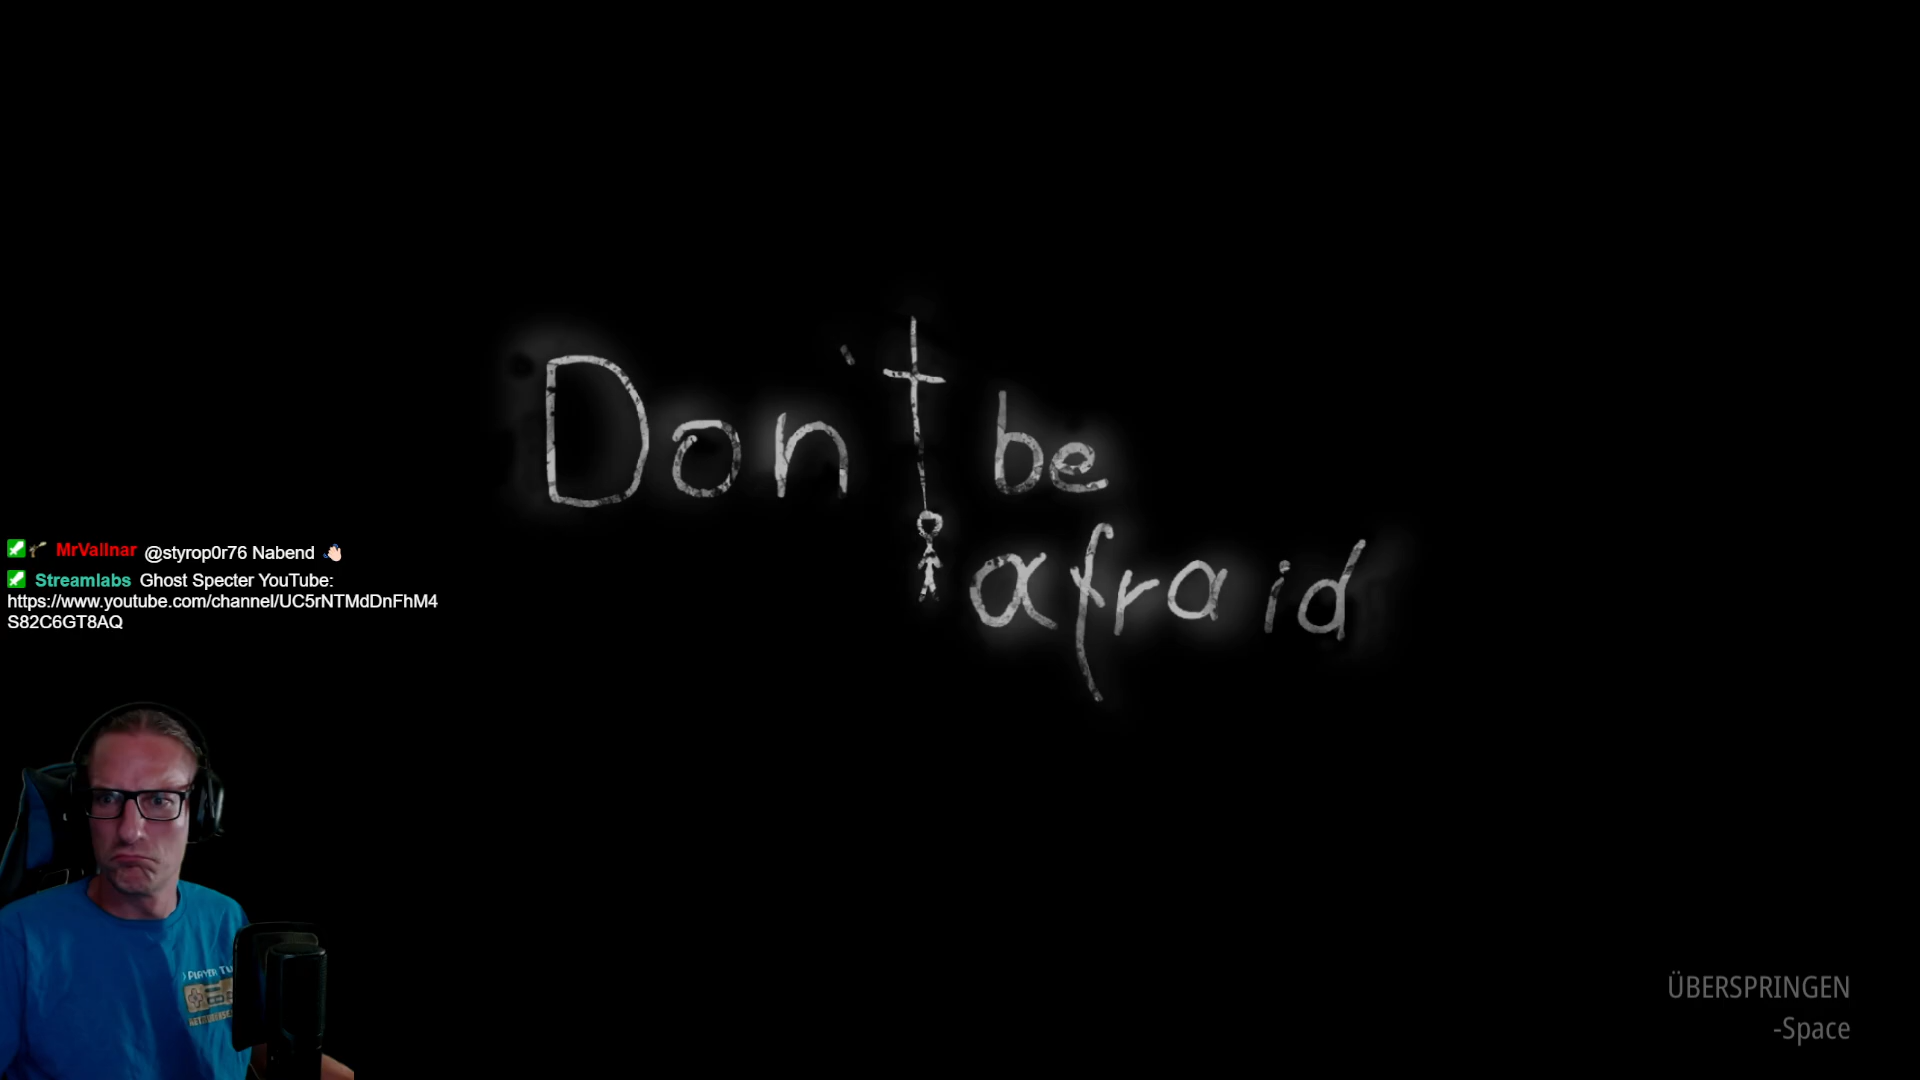 Don't be
afraid
MrVallnar @styrop0r76 Nabend
Streamlabs Ghost Specter YouTube:
https://www.youtube.com/channel/UC5rNTMdDnFhM4
S82C6GT8AQ
PLAYER
ÜBERSPRINGEN
-Space